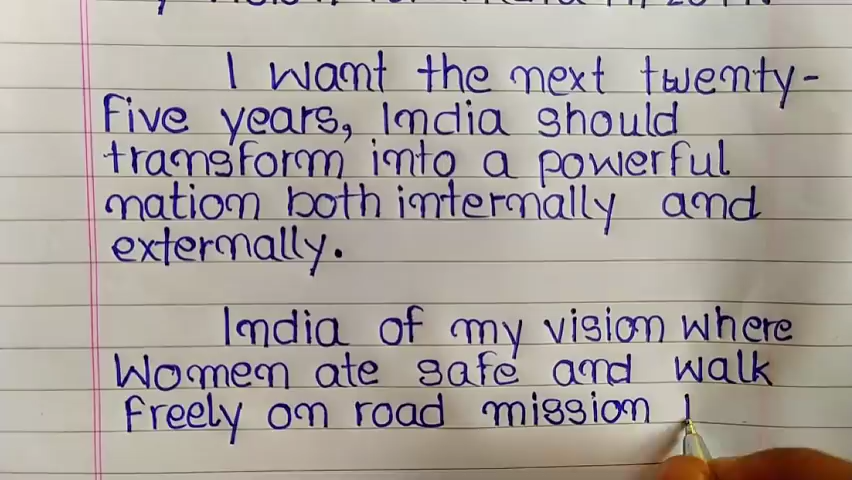 I want the next twenty-
five years, India should
transform into a powerful
nation both internally and
externally.
India of my vision where
Women ate safe and walk
freely on road mission